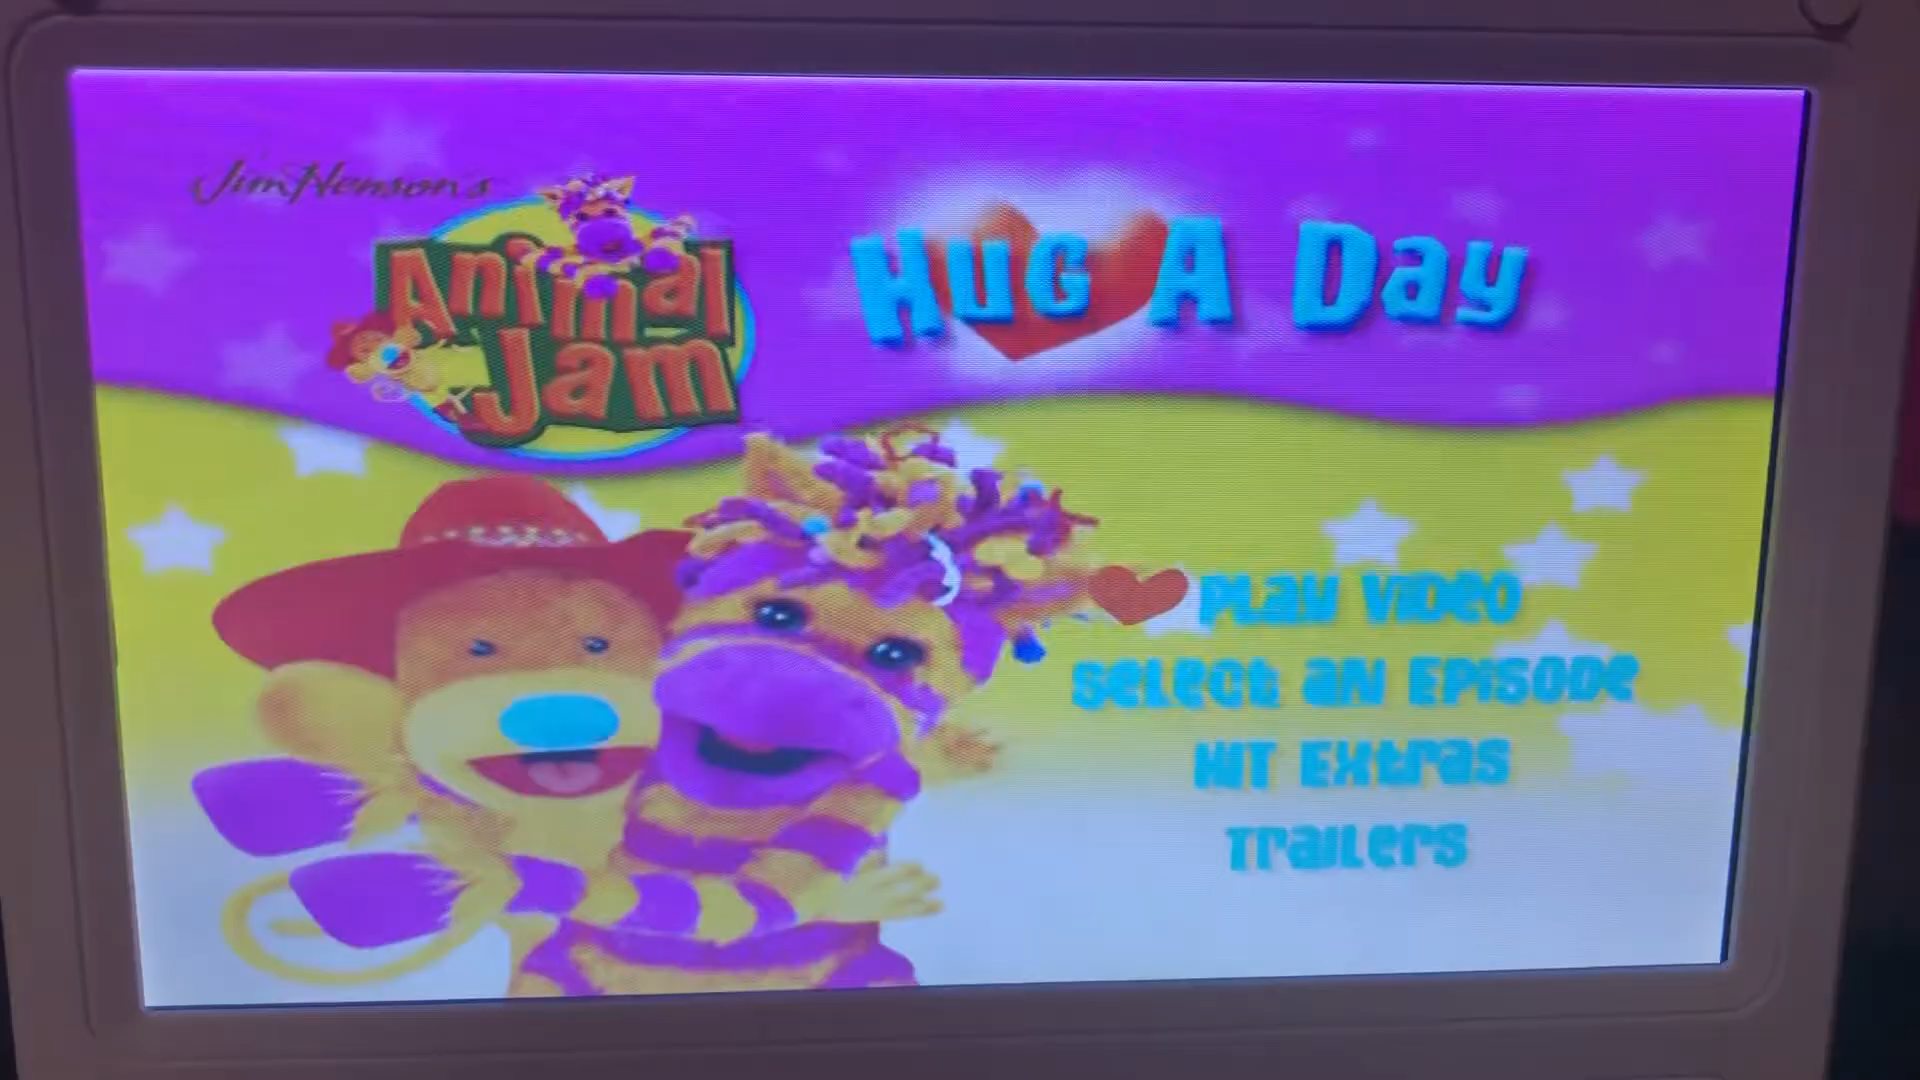 Jim Henson's
Animal
Jam
Hug A Day
Play Video
Select an Episode
HIT Extras
Trailers